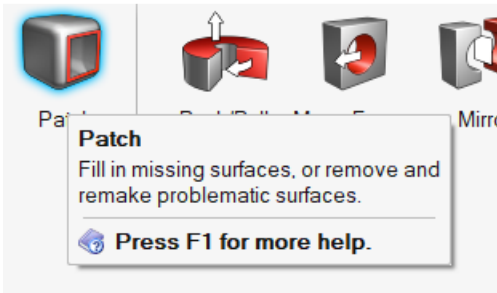 Patch
Fill in missing surfaces, or remove and
remake problematic surfaces.
Press F1 for more help.